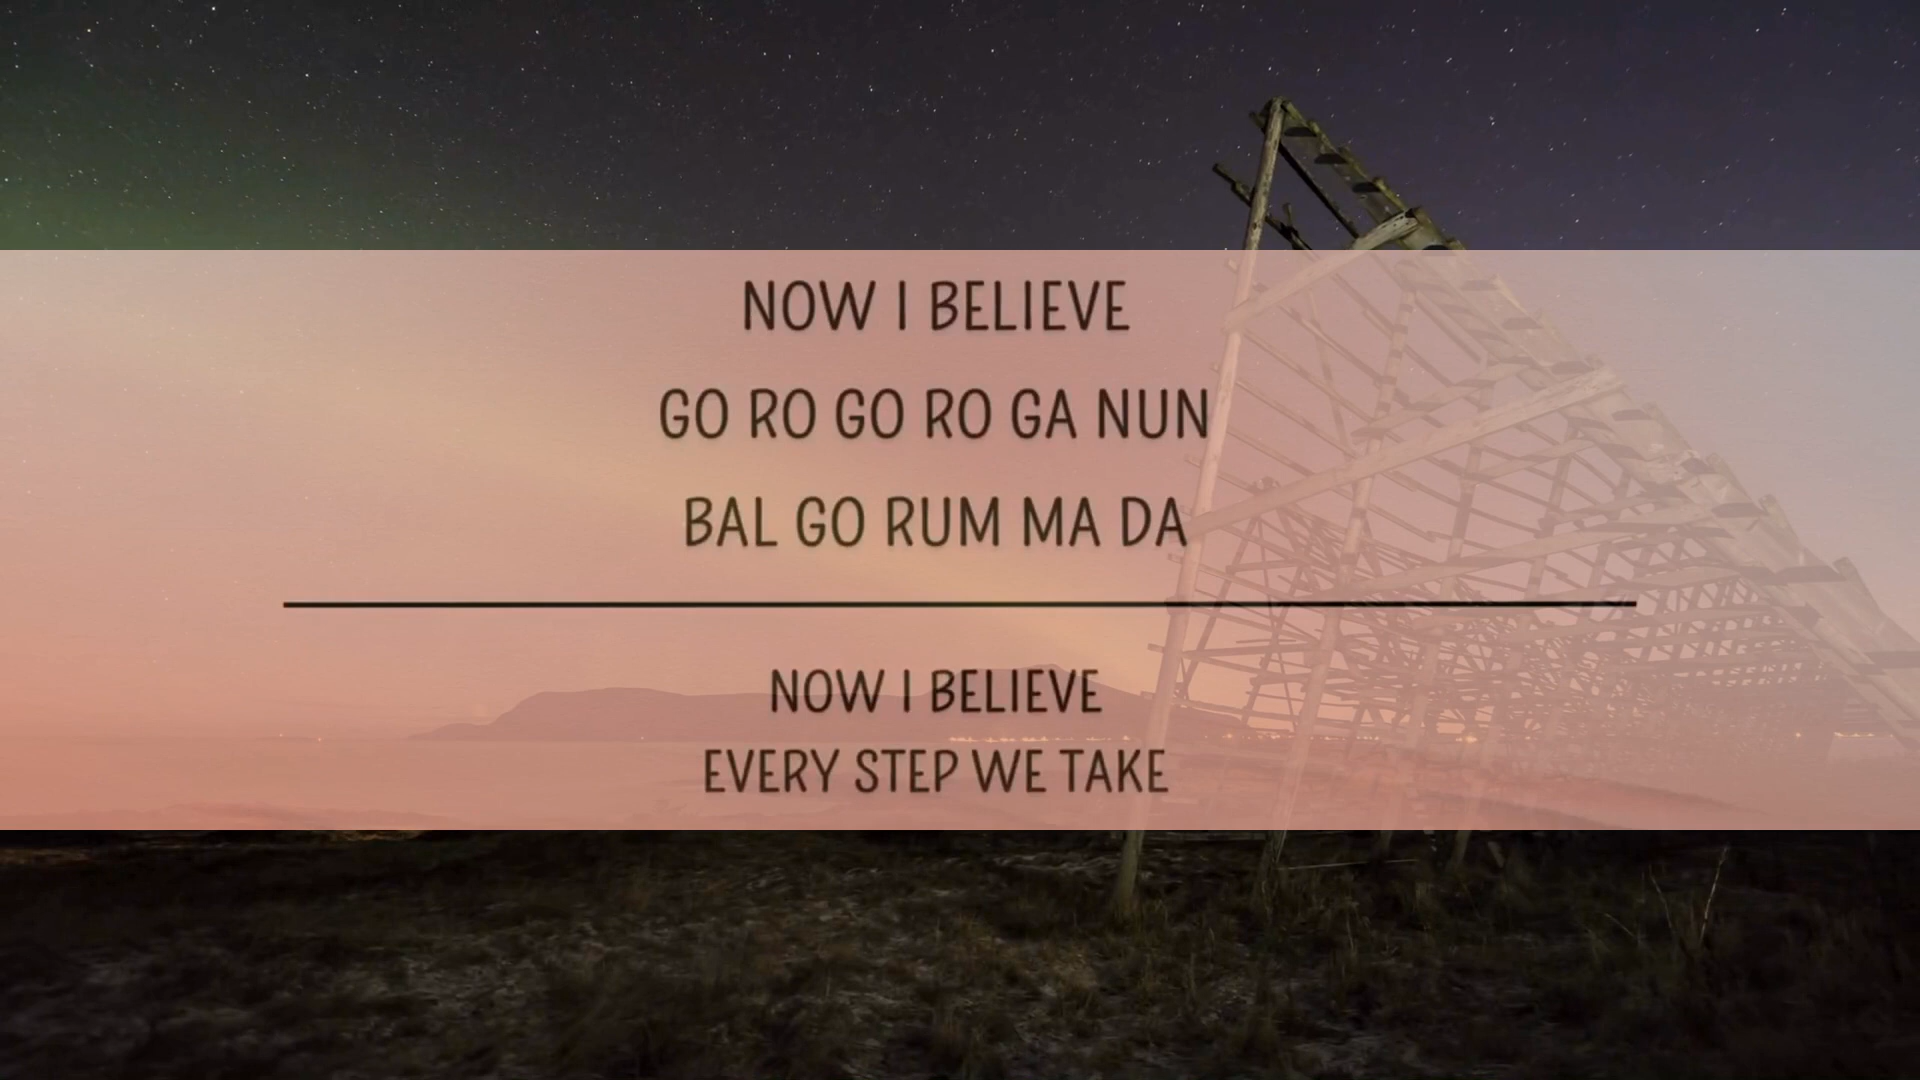 NOW I BELIEVE
GO RO GO RO GA NUN
BAL GO RUM MA DA
NOW I BELIEVE
EVERY STEP WE TAKE